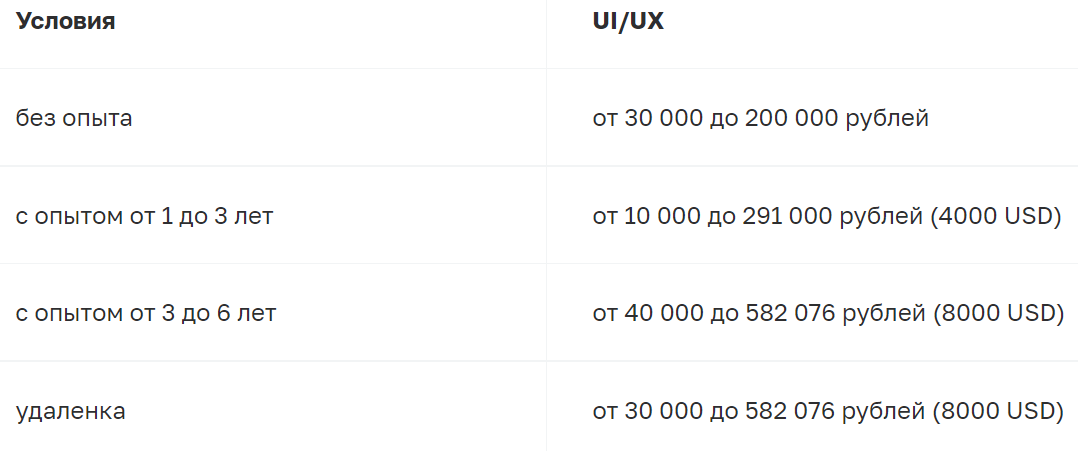 Условия UI/UX
без опыта от 30 000 до 200 000 рублей
с опытом от 1 до 3 лет от 10 000 до 291 000 рублей (4000 USD)
с опытом от 3 до 6 лет от 40 000 до 582 076 рублей (8000 USD)
удаленка от 30 000 до 582 076 рублей (8000 USD)